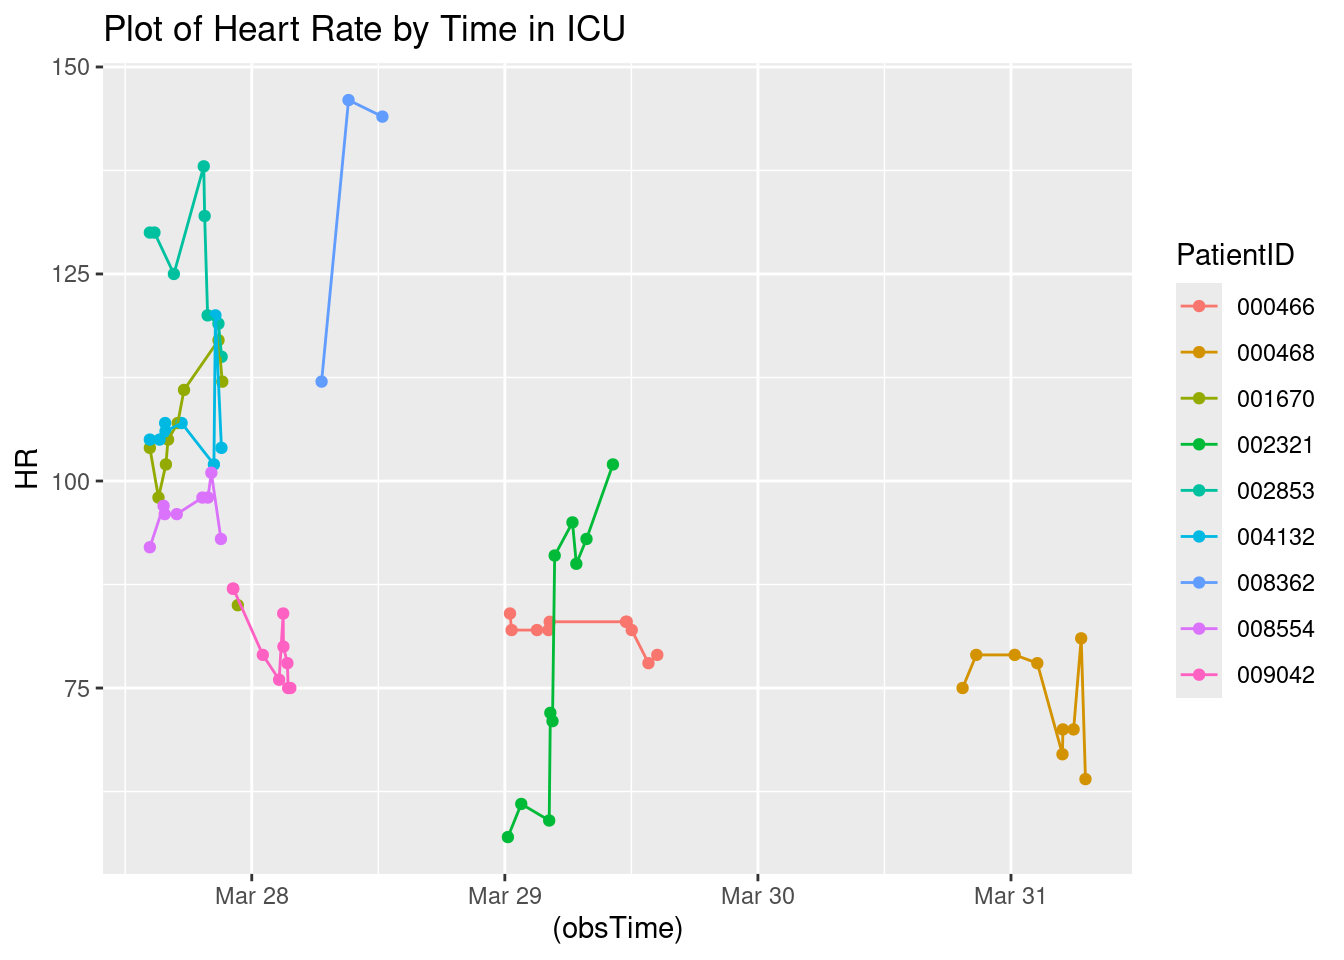 Plot of Heart Rate by Time in ICU
150
125
100
75
HR
Mar 28
Mar 29
Mar 30
Mar 31
(obsTime)
PatientID
000466
000468
001670
002321
002853
004132
008362
008554
009042